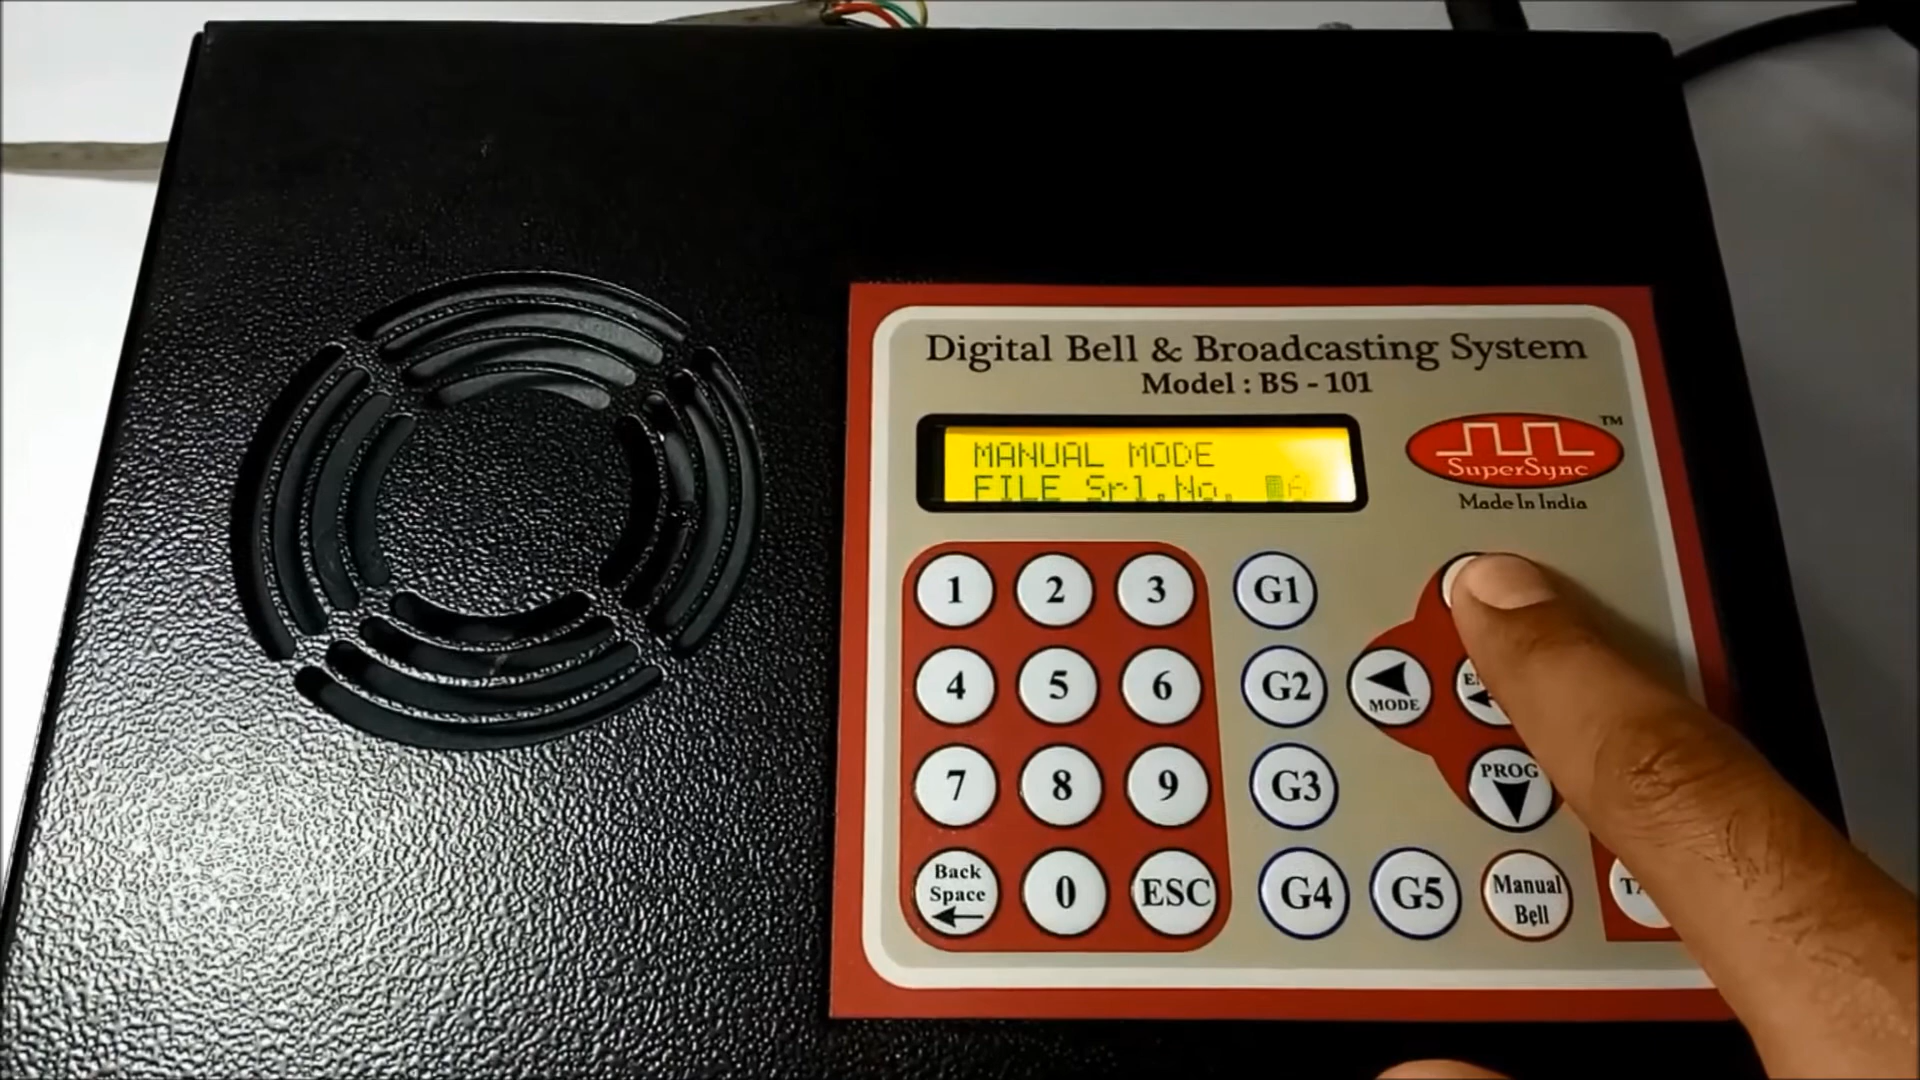 Digital Bell & Broadcasting System
Model : BS - 101
MANUAL MODE
FILE Srl.No.
TM
SuperSync
Made In India
1 2 3 G1
4 5 6 G2 MODE
7 8 9 G3 PROG
Back Space 0 ESC G4 G5 Manual Bell